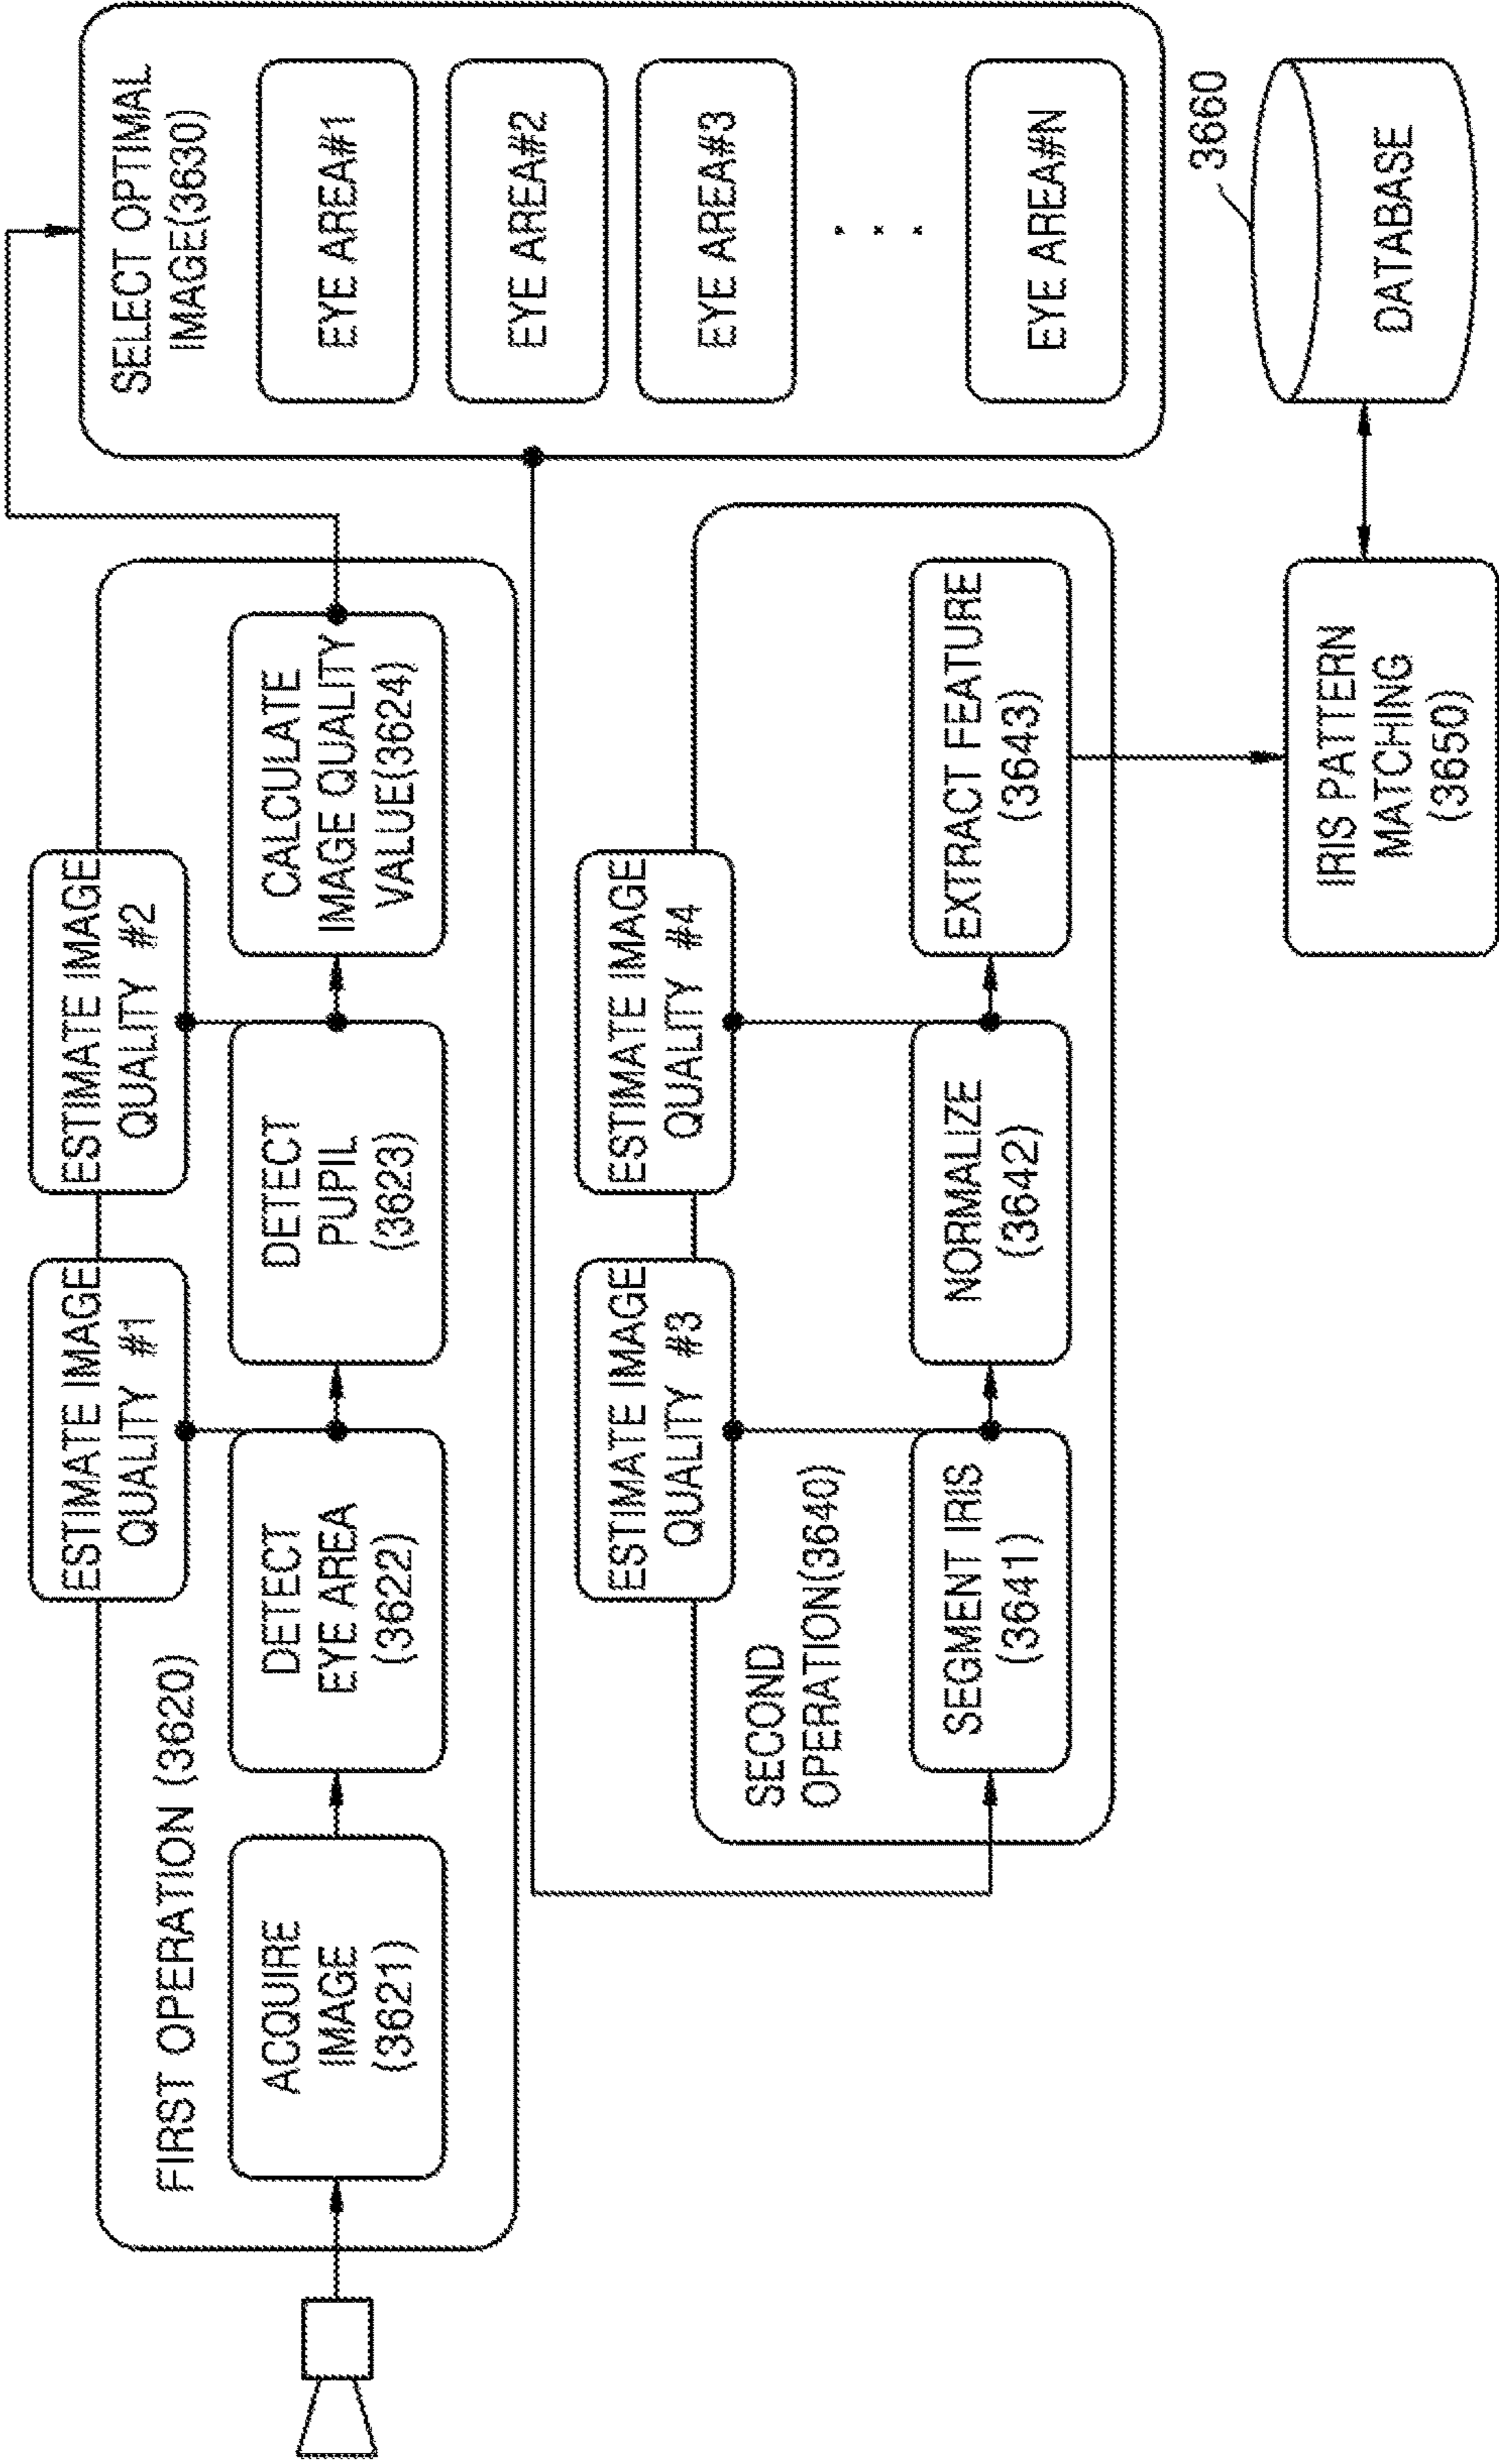 ESTIMATE IMAGE
QUALITY #1
ESTIMATE IMAGE
QUALITY #2
FIRST OPERATION (3620)
ACQUIRE
IMAGE
(3621)
DETECT
EYE AREA
(3622)
DETECT
PUPIL
(3623)
CALCULATE
IMAGE QUALITY
VALUE(3624)
SELECT OPTIMAL
IMAGE(3630)
EYE AREA#1
EYE AREA#2
EYE AREA#3
EYE AREA#N
ESTIMATE IMAGE
QUALITY #3
ESTIMATE IMAGE
QUALITY #4
SECOND
OPERATION(3640)
SEGMENT IRIS
(3641)
NORMALIZE
(3642)
EXTRACT FEATURE
(3643)
IRIS PATTERN
MATCHING
(3650)
3660
DATABASE